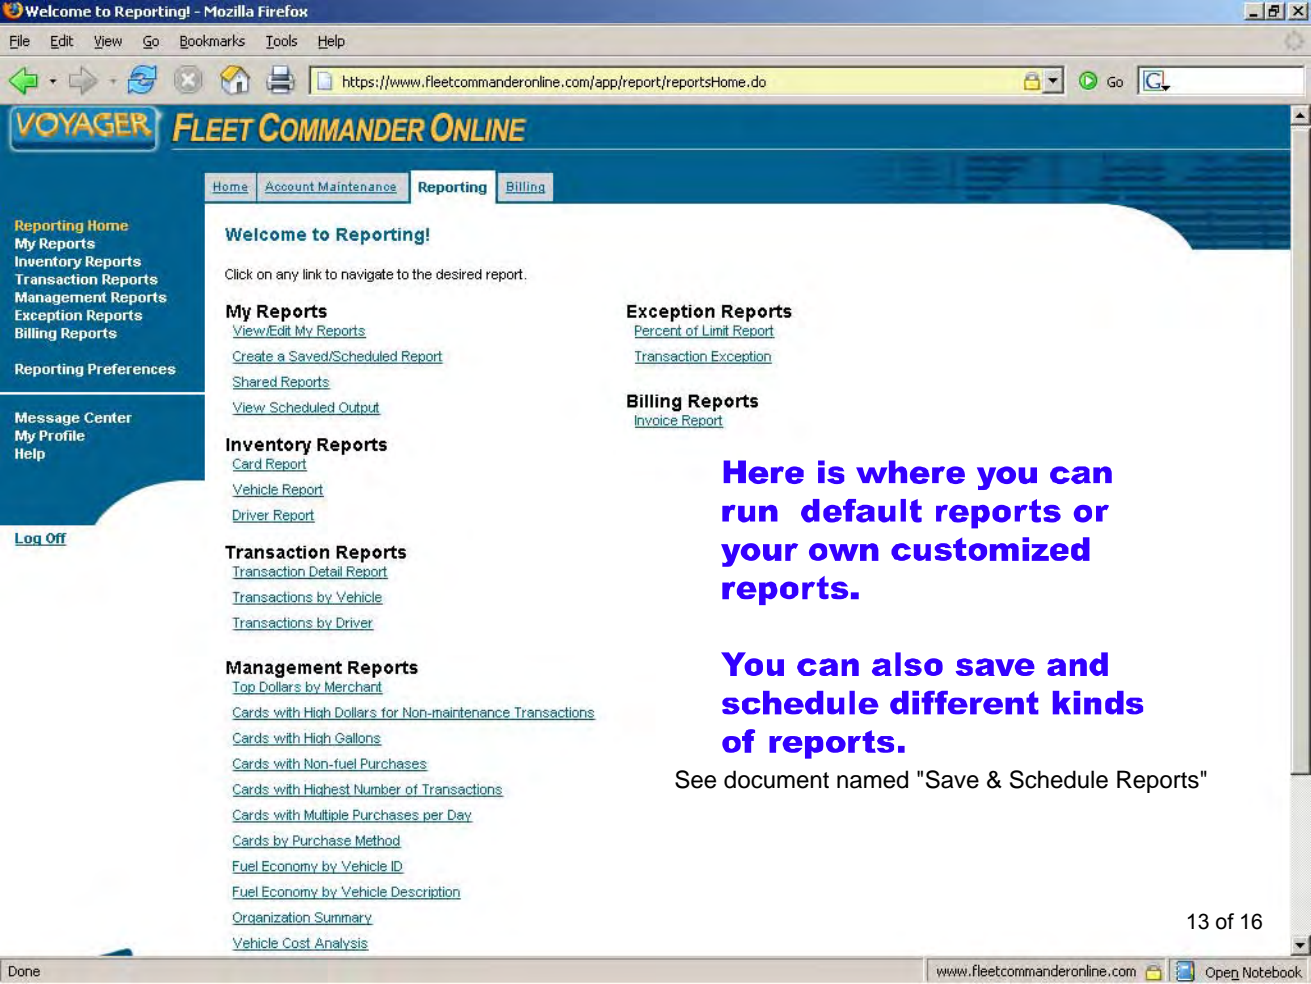 Welcome to Reporting! - Mozilla Firefox
File Edit View Go Bookmarks Tools Help
https://www.fleetcommanderonline.com/app/report/reportsHome.do
Go
G
VOYAGER FLEET COMMANDER ONLINE
Home Account Maintenance Reporting Billing
Reporting Home
My Reports
Inventory Reports
Transaction Reports
Management Reports
Exception Reports
Billing Reports
Reporting Preferences
Message Center
My Profile
Help
Log Off
Welcome to Reporting!
Click on any link to navigate to the desired report.
My Reports
View/Edit My Reports
Create a Saved/Scheduled Report
Shared Reports
View Scheduled Output
Inventory Reports
Card Report
Vehicle Report
Driver Report
Transaction Reports
Transaction Detail Report
Transactions by Vehicle
Transactions by Driver
Management Reports
Top Dollars by Merchant
Cards with High Dollars for Non-maintenance Transactions
Cards with High Gallons
Cards with Non-fuel Purchases
Cards with Highest Number of Transactions
Cards with Multiple Purchases per Day
Cards by Purchase Method
Fuel Economy by Vehicle ID
Fuel Economy by Vehicle Description
Organization Summary
Vehicle Cost Analysis
Exception Reports
Percent of Limit Report
Transaction Exception
Billing Reports
Invoice Report
Here is where you can
run default reports or
your own customized
reports.
You can also save and
schedule different kinds
of reports.
See document named "Save & Schedule Reports"
13 of 16
Done
www.fleetcommanderonline.com
Open Notebook